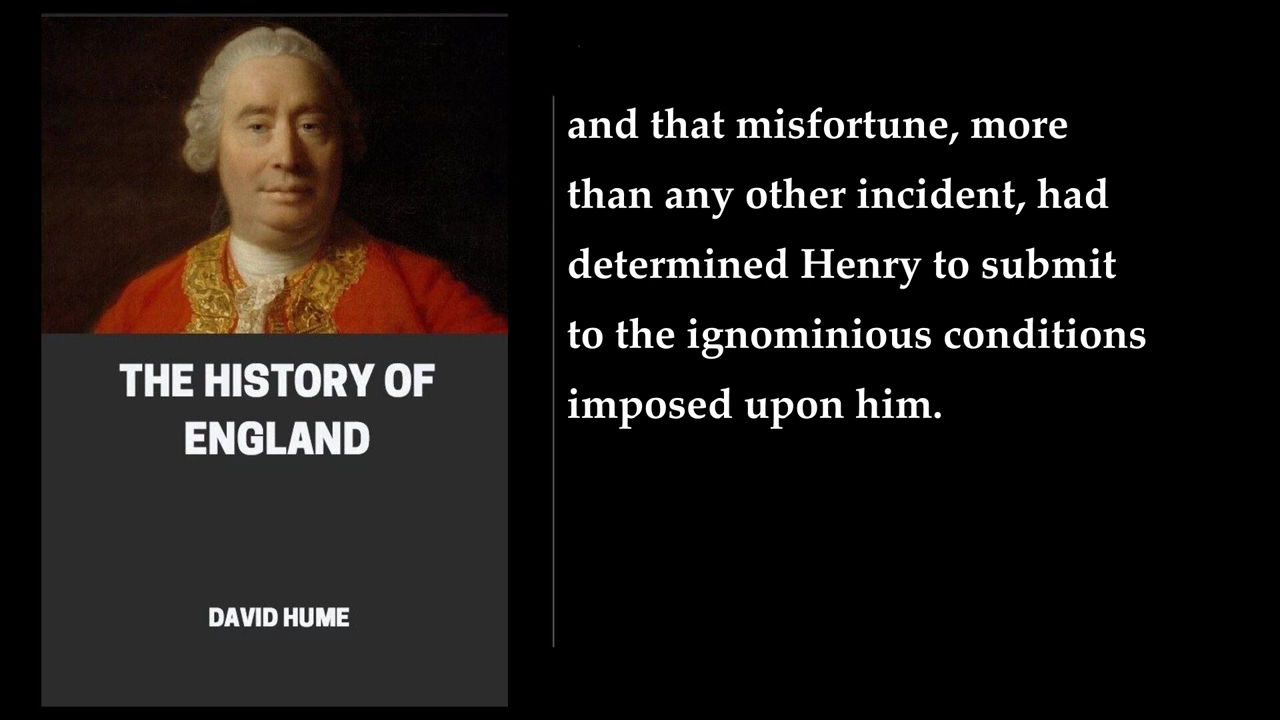 THE HISTORY OF
ENGLAND
DAVID HUME
and that misfortune, more
than any other incident, had
determined Henry to submit
to the ignominious conditions
imposed upon him.